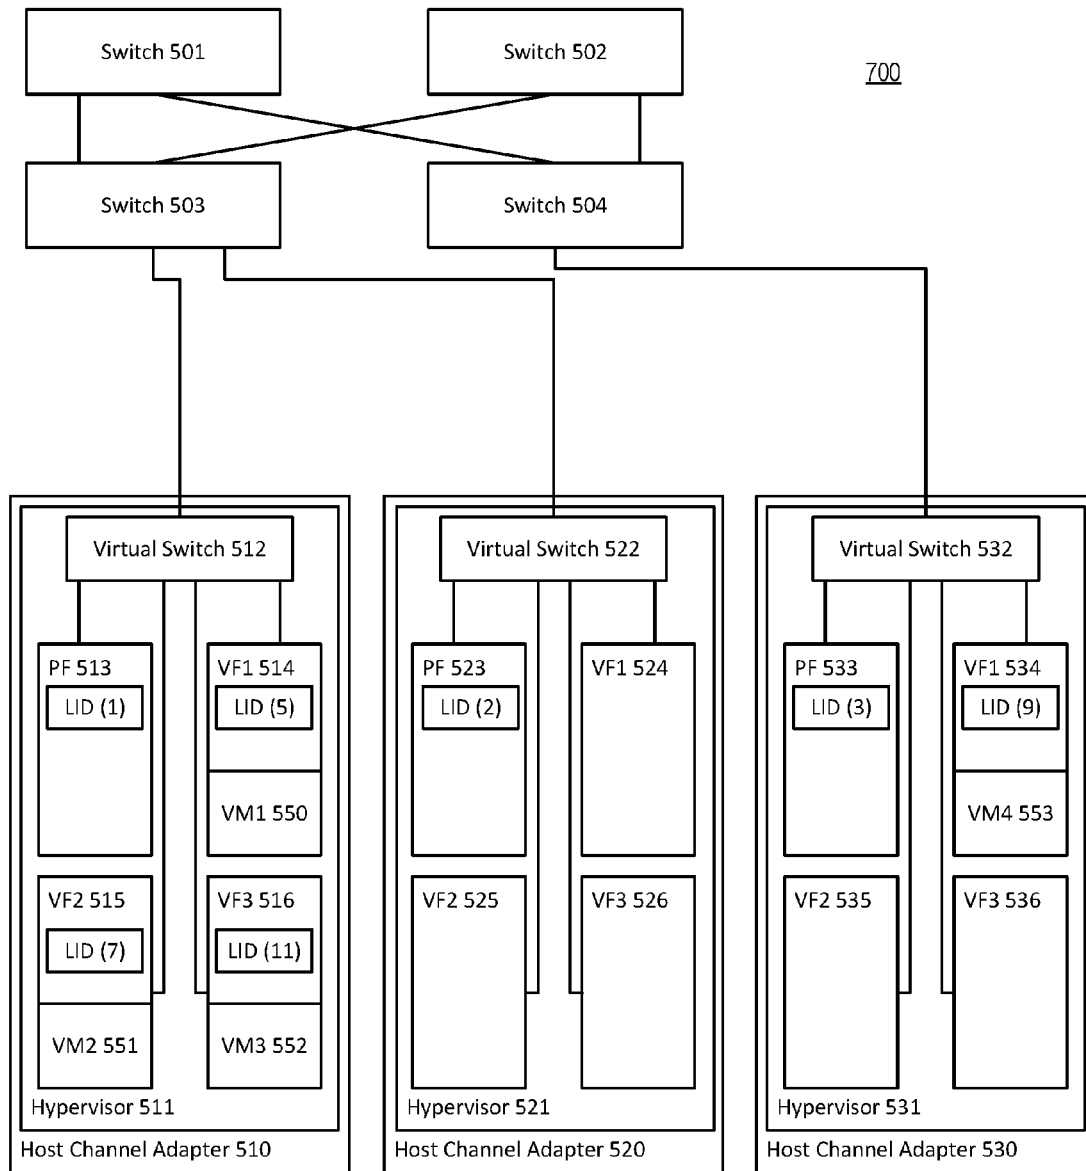 Switch 501
Switch 502
700
Switch 503
Switch 504
Virtual Switch 512
PF 513
LID (1)
VF1 514
LID (5)
VM1 550
VF2 515
LID (7)
VM2 551
VF3 516
LID (11)
VM3 552
Hypervisor 511
Host Channel Adapter 510
Virtual Switch 522
PF 523
LID (2)
VF1 524
VF2 525
VF3 526
Hypervisor 521
Host Channel Adapter 520
Virtual Switch 532
PF 533
LID (3)
VF1 534
LID (9)
VM4 553
VF2 535
VF3 536
Hypervisor 531
Host Channel Adapter 530